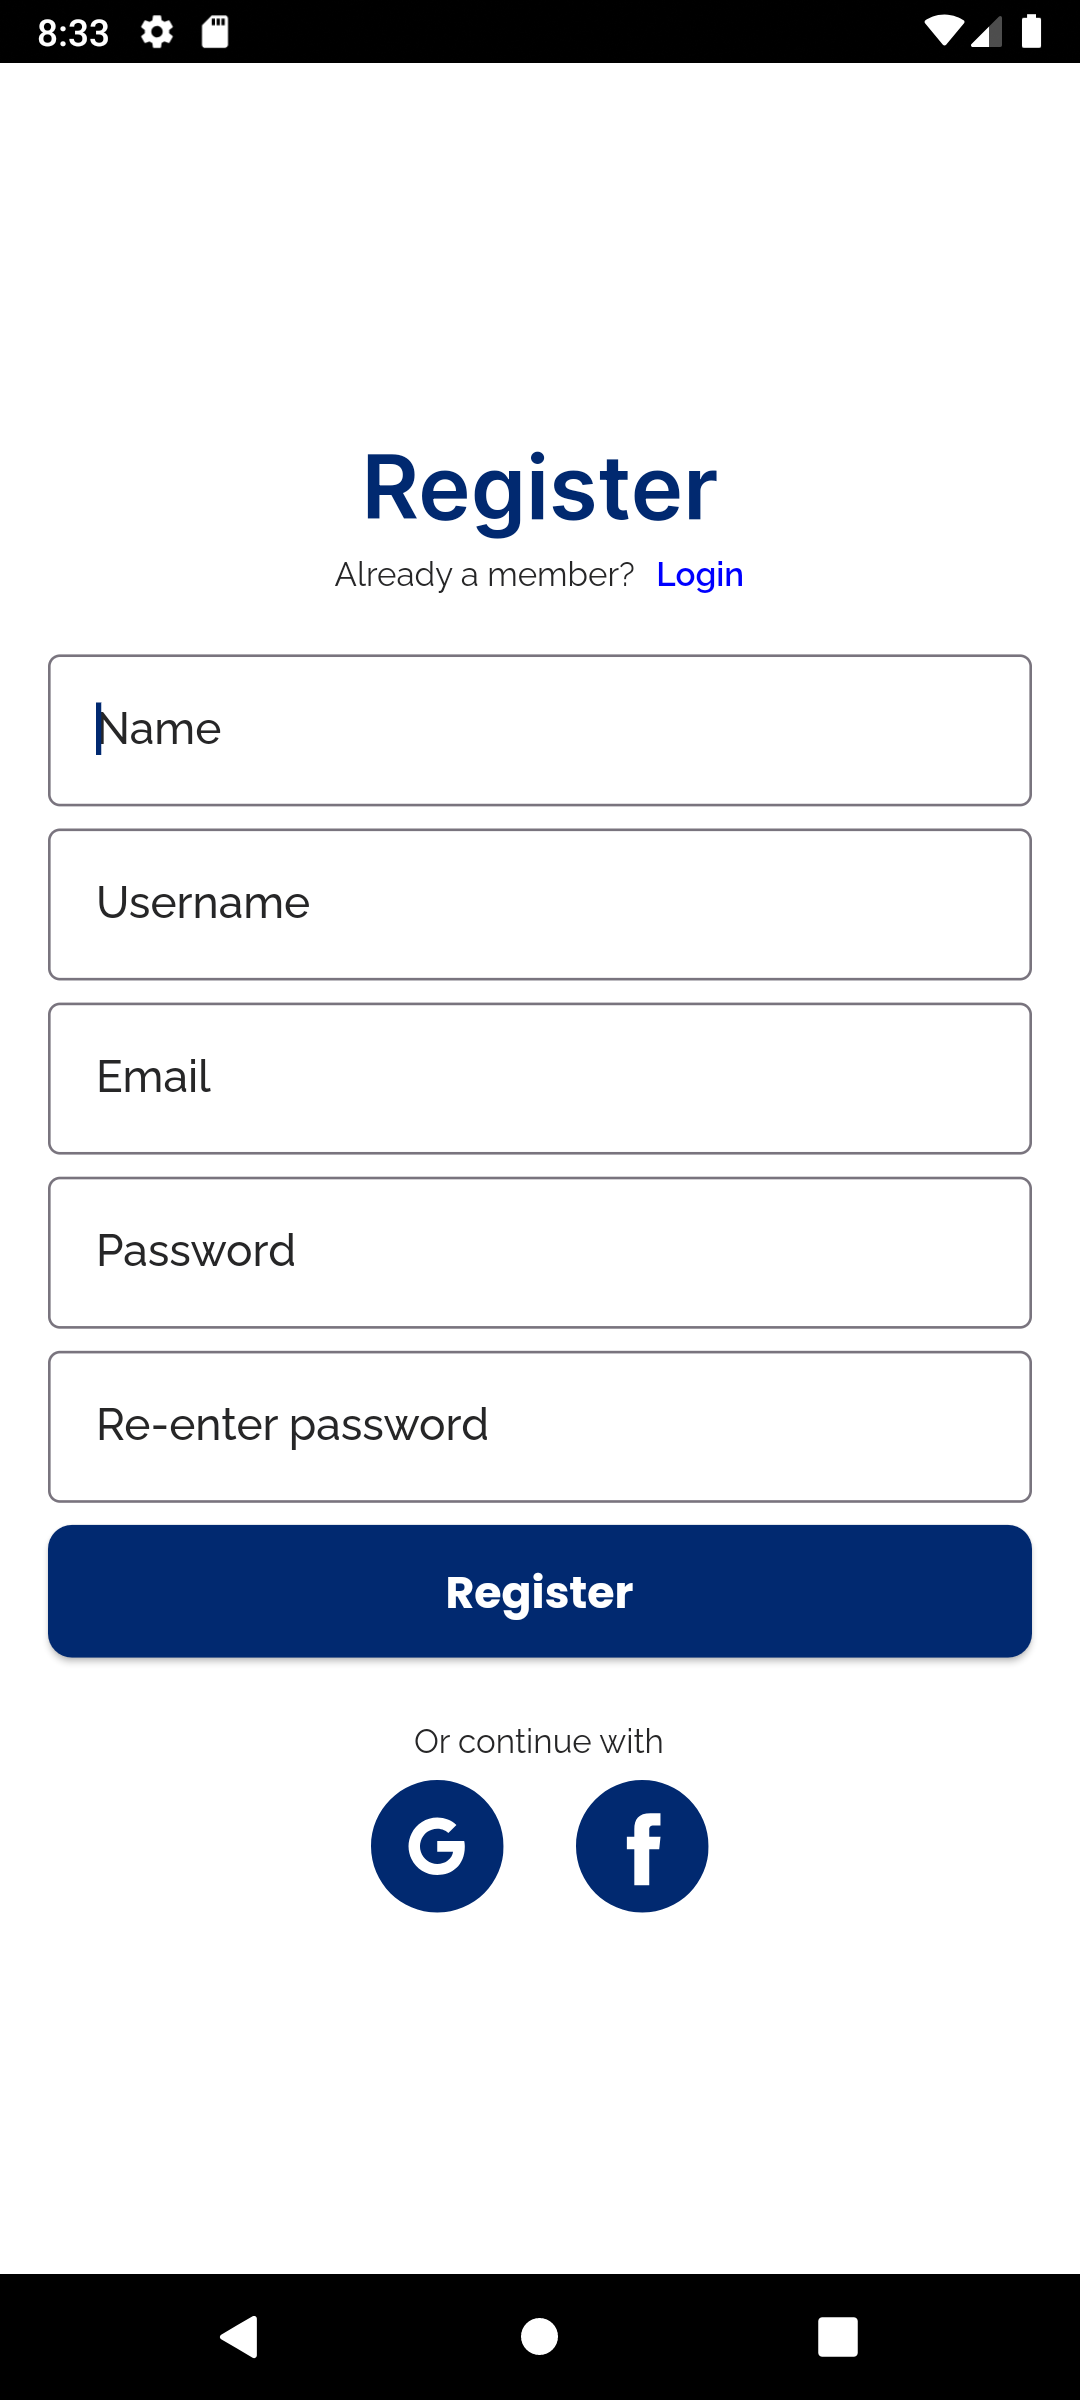 8:33
Register
Already a member? Login
Name
Username
Email
Password
Re-enter password
Register
Or continue with
G f